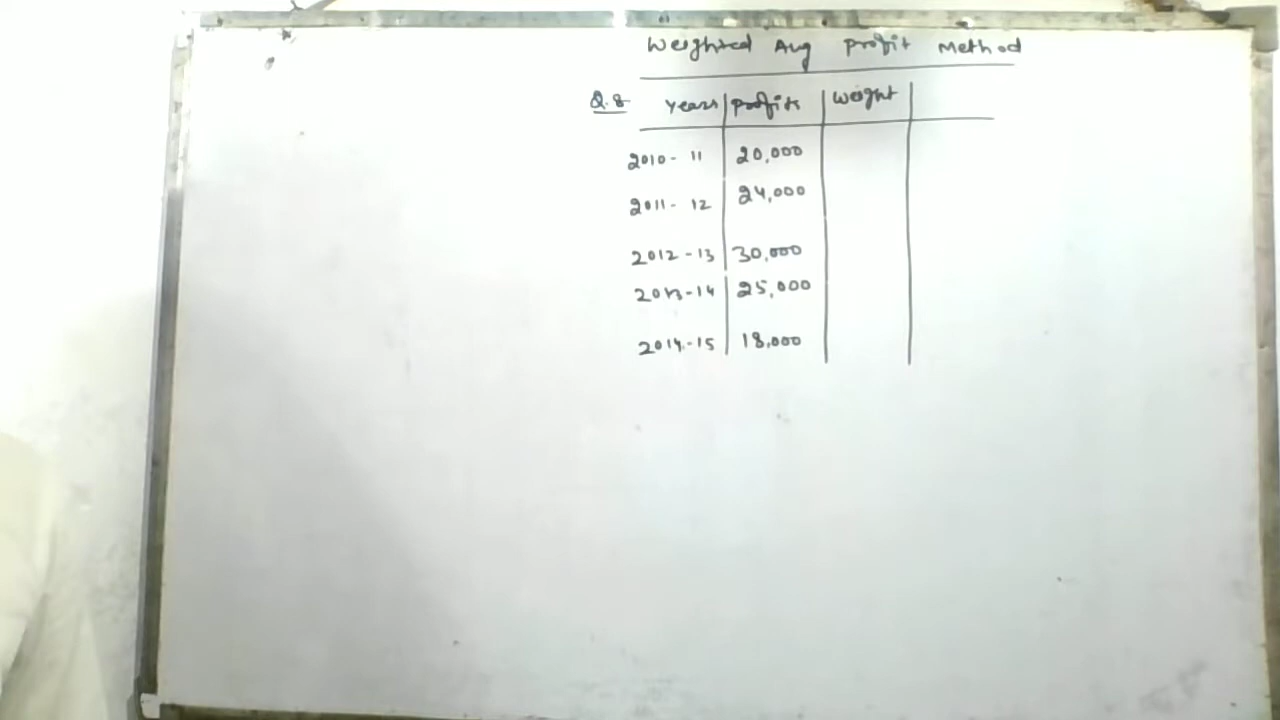 Weighted Avg Profit Method
Q.8 Years Profits Weight
2010-11 20,000
2011-12 24,000
2012-13 30,000
2013-14 25,000
2014-15 18,000